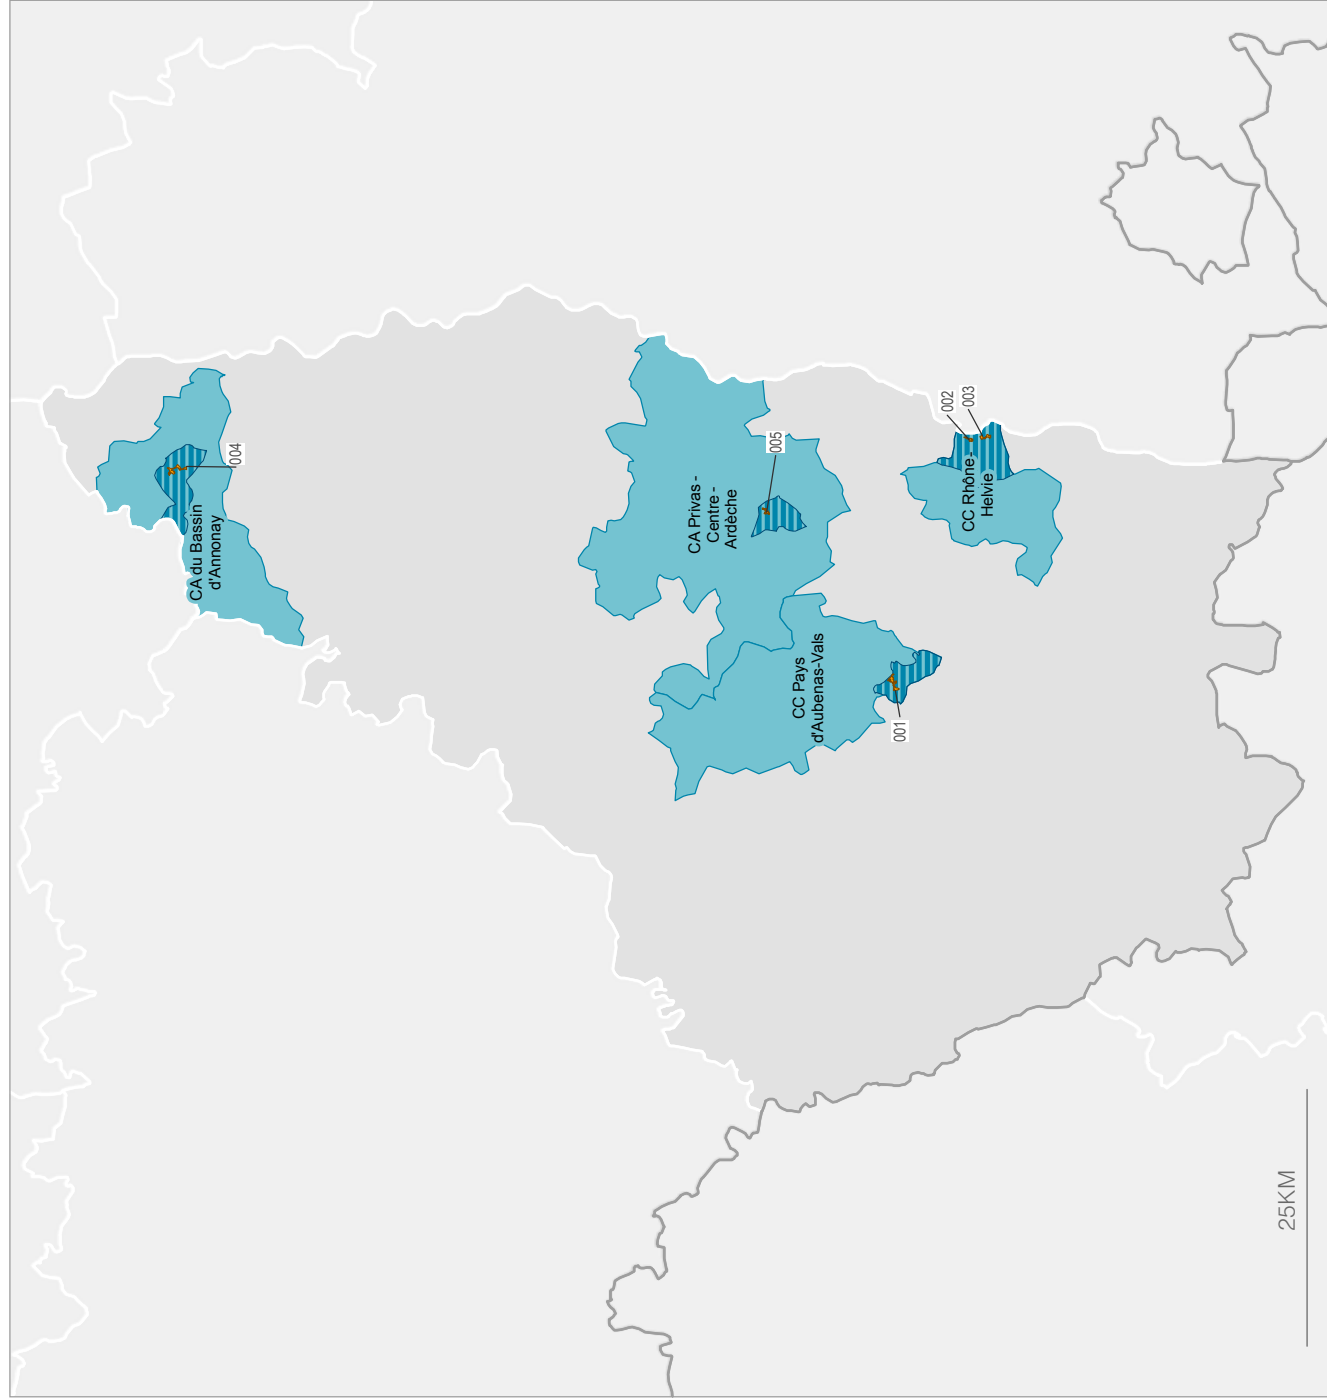 004
CA du Bassin
d'Annonay
CA Privas -
Centre -
Ardèche
005
002
003
CC Rhône-
Helvie
CC Pays
d'Aubenas-Vals
001
25KM